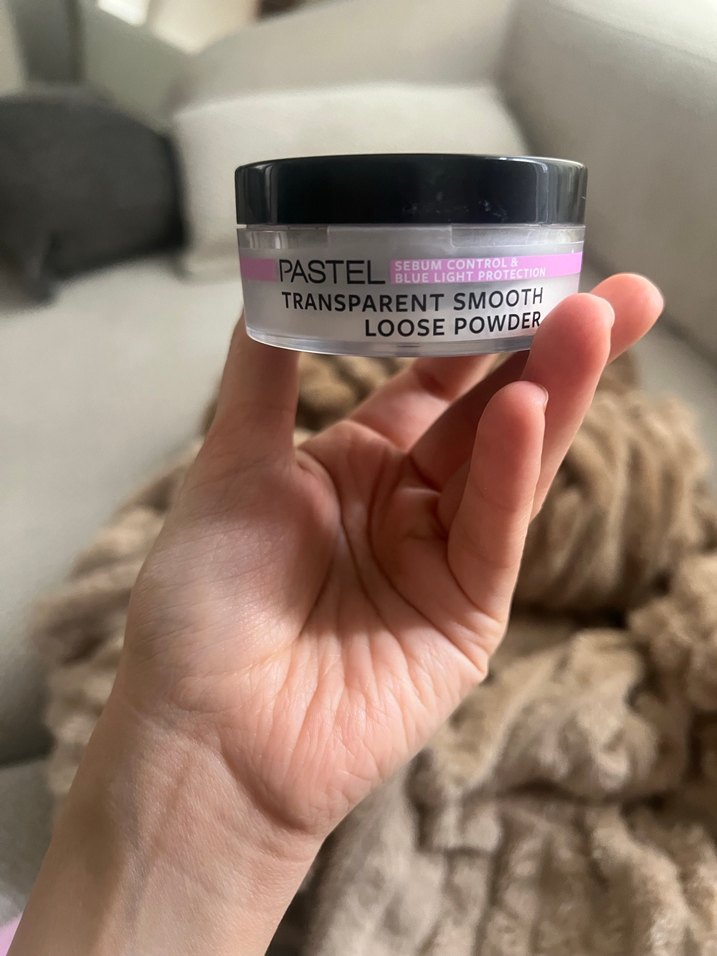 PASTEL
SEBUM CONTROL &
BLUE LIGHT PROTECTION
TRANSPARENT SMOOTH
LOOSE POWDER